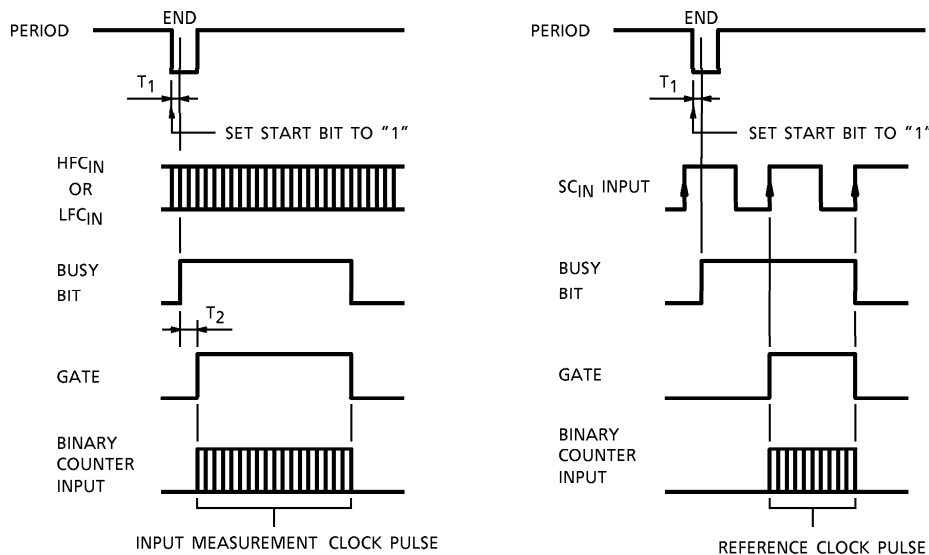 END
PERIOD
T1
SET START BIT TO "1"
HFCIN
OR
LFCIN
BUSY
BIT
T2
GATE
BINARY
COUNTER
INPUT
INPUT MEASUREMENT CLOCK PULSE
END
PERIOD
T1
SET START BIT TO "1"
SCIN INPUT
BUSY
BIT
GATE
BINARY
COUNTER
INPUT
REFERENCE CLOCK PULSE